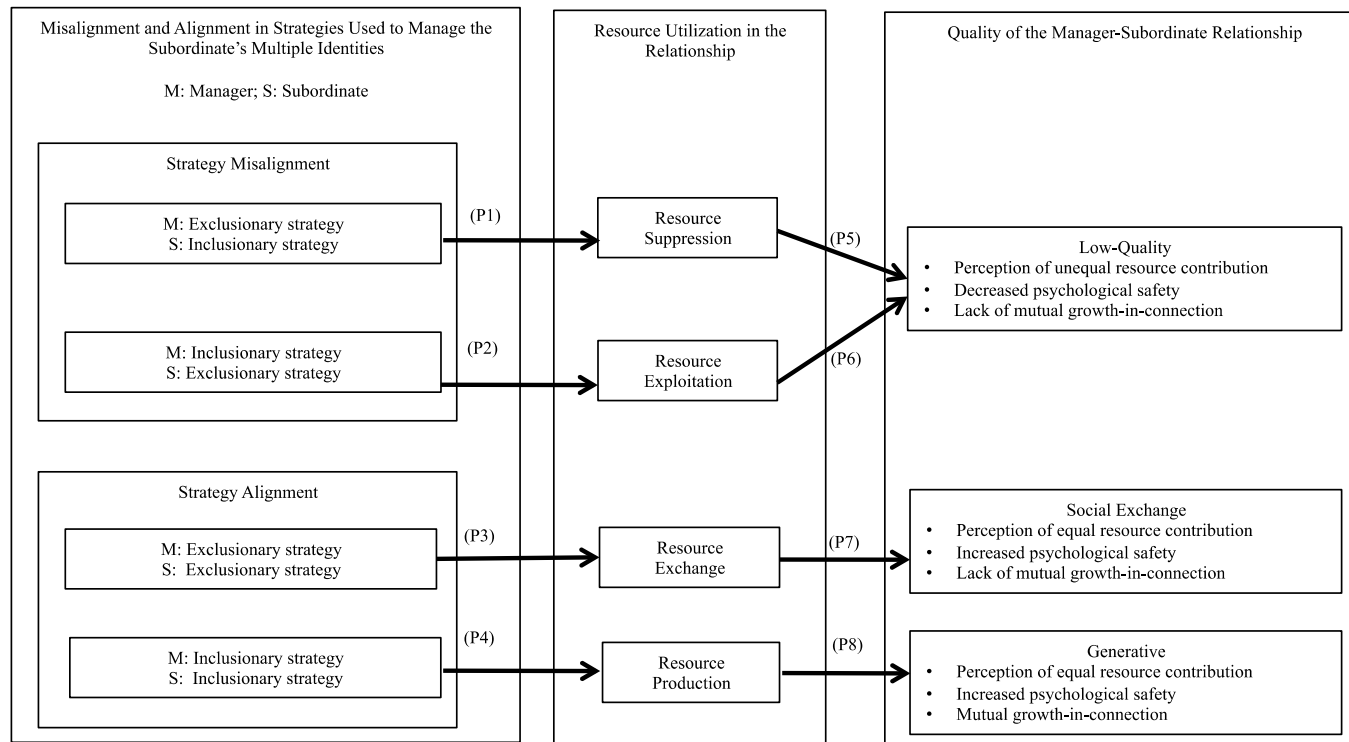 Misalignment and Alignment in Strategies Used to Manage the
Subordinate's Multiple Identities
M: Manager; S: Subordinate
Strategy Misalignment
M: Exclusionary strategy
S: Inclusionary strategy
(P1)
M: Inclusionary strategy
S: Exclusionary strategy
(P2)
Strategy Alignment
M: Exclusionary strategy
S:  Exclusionary strategy
(P3)
M: Inclusionary strategy
S:  Inclusionary strategy
(P4)
Resource Utilization in the
Relationship
Resource
Suppression
(P5)
Resource
Exploitation
(P6)
Resource
Exchange
(P7)
Resource
Production
(P8)
Quality of the Manager-Subordinate Relationship
Low-Quality
• Perception of unequal resource contribution
• Decreased psychological safety
• Lack of mutual growth-in-connection
Social Exchange
• Perception of equal resource contribution
• Increased psychological safety
• Lack of mutual growth-in-connection
Generative
• Perception of equal resource contribution
• Increased psychological safety
• Mutual growth-in-connection